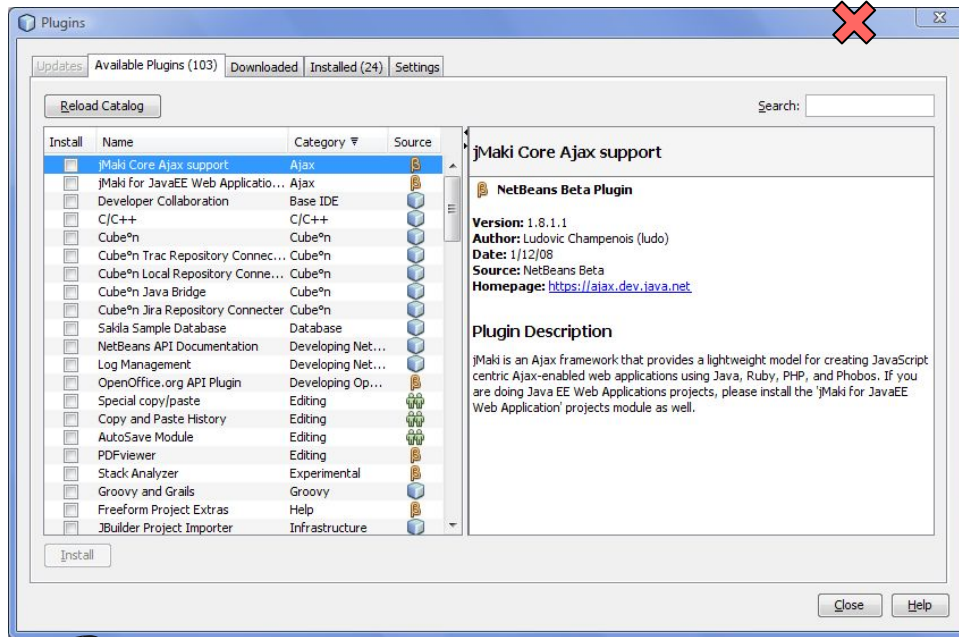 Plugins
Updates Available Plugins (103) Downloaded Installed (24) Settings
Reload Catalog Search:
Install Name Category Source
jMaki Core Ajax support Ajax β
jMaki for JavaEE Web Applicatio... Ajax β
Developer Collaboration Base IDE
C/C++ C/C++
Cube°n Cube°n
Cube°n Trac Repository Connec... Cube°n
Cube°n Local Repository Conne... Cube°n
Cube°n Java Bridge Cube°n
Cube°n Jira Repository Connecter Cube°n
Sakila Sample Database Database
NetBeans API Documentation Developing Net...
Log Management Developing Net...
OpenOffice.org API Plugin Developing Op... β
Special copy/paste Editing
Copy and Paste History Editing
AutoSave Module Editing
PDFviewer Editing β
Stack Analyzer Experimental β
Groovy and Grails Groovy
Freeform Project Extras Help β
JBuilder Project Importer Infrastructure
jMaki Core Ajax support
β NetBeans Beta Plugin
Version: 1.8.1.1
Author: Ludovic Champenois (ludo)
Date: 1/12/08
Source: NetBeans Beta
Homepage: https://ajax.dev.java.net
Plugin Description
jMaki is an Ajax framework that provides a lightweight model for creating JavaScript
centric Ajax-enabled web applications using Java, Ruby, PHP, and Phobos. If you
are doing Java EE Web Applications projects, please install the 'jMaki for JavaEE
Web Application' projects module as well.
Install
Close Help